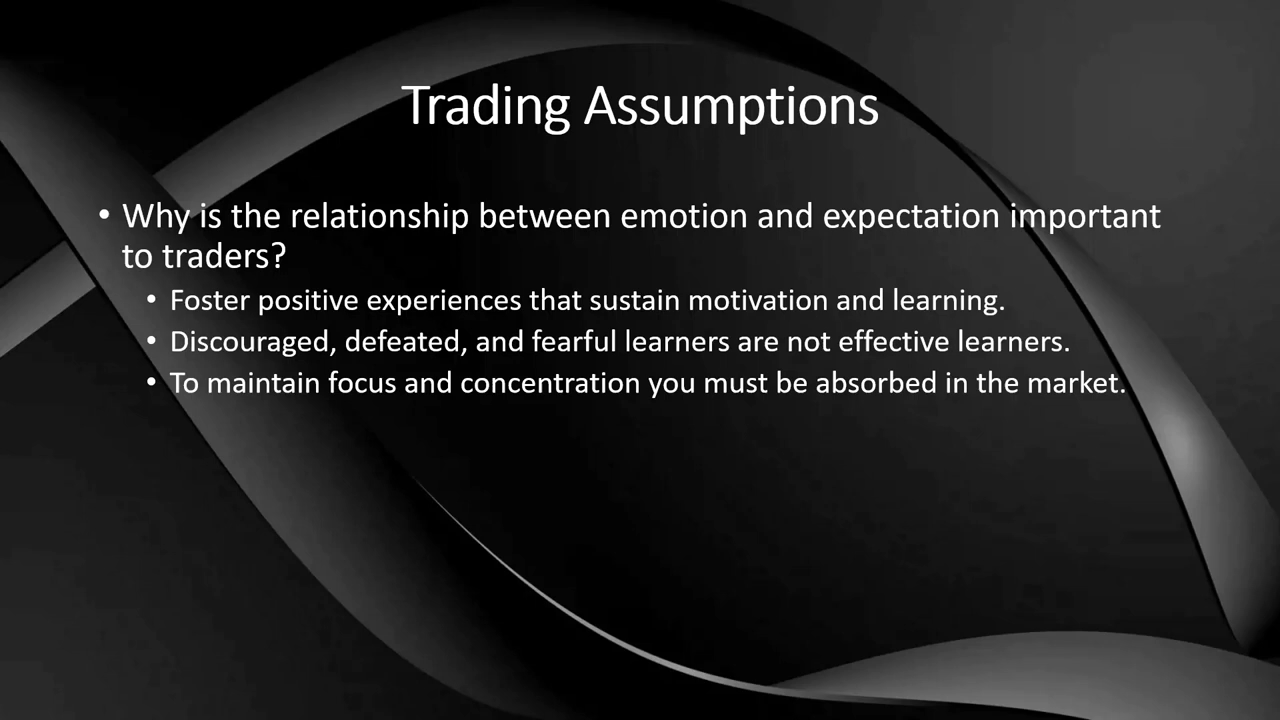 Trading Assumptions
• Why is the relationship between emotion and expectation important
to traders?
• Foster positive experiences that sustain motivation and learning.
• Discouraged, defeated, and fearful learners are not effective learners.
• To maintain focus and concentration you must be absorbed in the market.